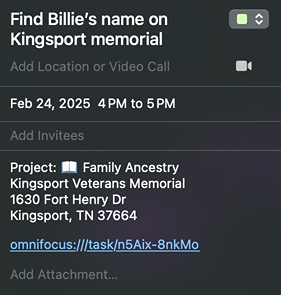 Find Billie’s name on
Kingsport memorial
Add Location or Video Call
Feb 24, 2025  4 PM to 5 PM
Add Invitees
Project: 📖 Family Ancestry
Kingsport Veterans Memorial
1630 Fort Henry Dr
Kingsport, TN 37664
omnifocus:///task/n5Aix-8nkMo
Add Attachment...